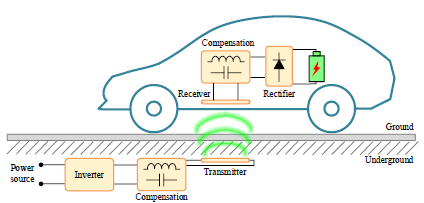 Compensation
Receiver
Rectifier
Ground
Underground
Power
source
Inverter
Transmitter
Compensation